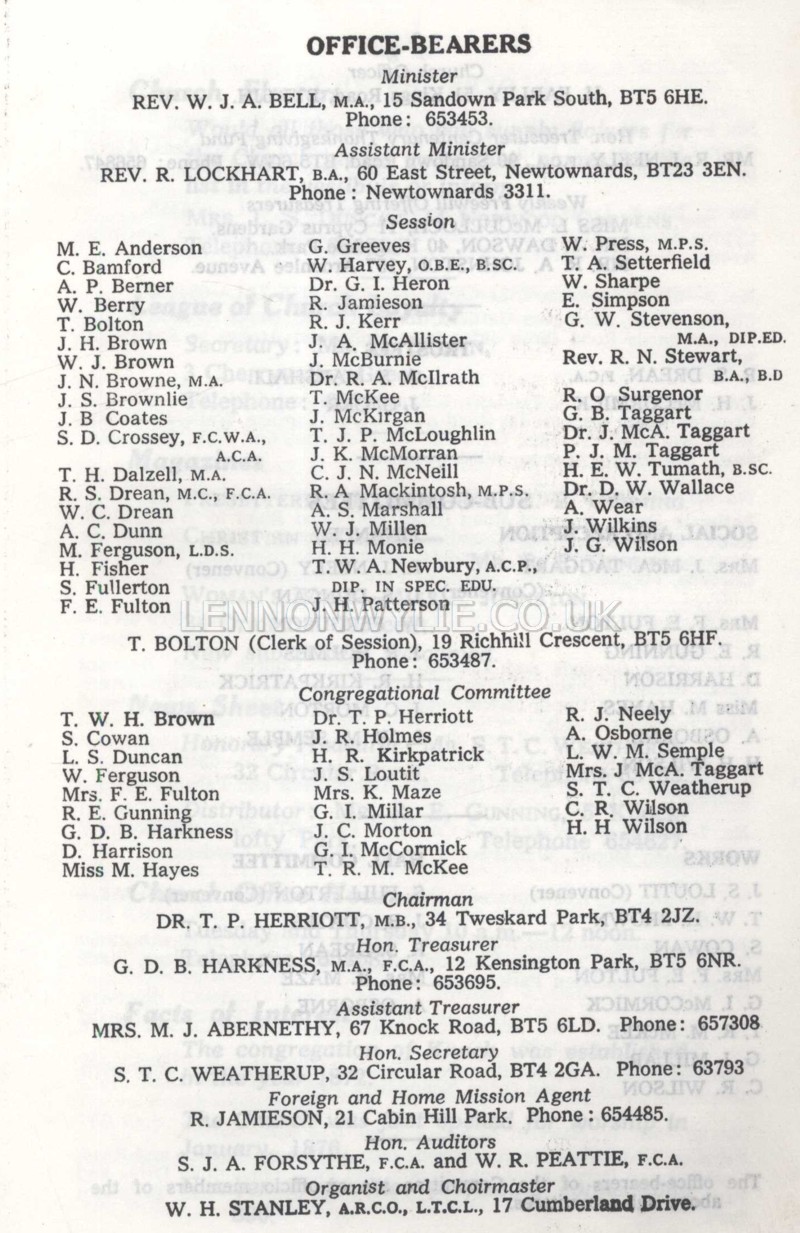 OFFICE-BEARERS
Minister
REV. W. J. A. BELL, M.A., 15 Sandown Park South, BT5 6HE.
Phone: 653453.
Assistant Minister
REV. R. LOCKHART, B.A., 60 East Street, Newtownards, BT23 3EN.
Phone: Newtownards 3311.
Session
M. E. Anderson
C. Bamford
A. P. Berner
W. Berry
T. Bolton
J. H. Brown
W. J. Brown
J. N. Browne, M.A.
J. S. Brownlie
J. B Coates
S. D. Crossey, F.C.W.A.,
A.C.A.
T. H. Dalzell, M.A.
R. S. Drean, M.C., F.C.A.
W. C. Drean
A. C. Dunn
M. Ferguson, L.D.S.
H. Fisher
S. Fullerton
F. E. Fulton
G. Greeves
W. Harvey, O.B.E., B.SC.
Dr. G. I. Heron
R. Jamieson
R. J. Kerr
J. A. McAllister
J. McBurnie
Dr. R. A. McIlrath
T. McKee
J. McKirgan
T. J. P. McLoughlin
J. K. McMorran
C. J. N. McNeill
R. A Mackintosh, M.P.S.
A. S. Marshall
W. J. Millen
H. H. Monie
T. W. A. Newbury, A.C.P.,
DIP. IN SPEC. EDU.
J. H. Patterson
W. Press, M.P.S.
T. A. Setterfield
W. Sharpe
E. Simpson
G. W. Stevenson,
M.A., DIP.ED.
Rev. R. N. Stewart,
B.A., B.D
R. O Surgenor
G. B. Taggart
Dr. J. McA. Taggart
P. J. M. Taggart
H. E. W. Tumath, B.SC.
Dr. D. W. Wallace
A. Wear
J. Wilkins
J. G. Wilson
LENNONWYLIE.CO.UK
T. BOLTON (Clerk of Session), 19 Richhill Crescent, BT5 6HF.
Phone: 653487.
Congregational Committee
T. W. H. Brown
S. Cowan
L. S. Duncan
W. Ferguson
Mrs. F. E. Fulton
R. E. Gunning
G. D. B. Harkness
D. Harrison
Miss M. Hayes
Dr. T. P. Herriott
J. R. Holmes
H. R. Kirkpatrick
J. S. Loutit
Mrs. K. Maze
G. I. Millar
J. C. Morton
G. I. McCormick
T. R. M. McKee
R. J. Neely
A. Osborne
L. W. M. Semple
Mrs. J McA. Taggart
S. T. C. Weatherup
C. R. Wilson
H. H Wilson
Chairman
DR. T. P. HERRIOTT, M.B., 34 Tweskard Park, BT4 2JZ.
Hon. Treasurer
G. D. B. HARKNESS, M.A., F.C.A., 12 Kensington Park, BT5 6NR.
Phone: 653695.
Assistant Treasurer
MRS. M. J. ABERNETHY, 67 Knock Road, BT5 6LD. Phone: 657308
Hon. Secretary
S. T. C. WEATHERUP, 32 Circular Road, BT4 2GA. Phone: 63793
Foreign and Home Mission Agent
R. JAMIESON, 21 Cabin Hill Park. Phone: 654485.
Hon. Auditors
S. J. A. FORSYTHE, F.C.A. and W. R. PEATTIE, F.C.A.
Organist and Choirmaster
W. H. STANLEY, A.R.C.O., L.T.C.L., 17 Cumberland Drive.